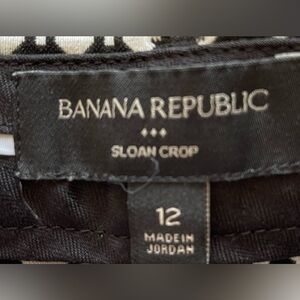 BANANA REPUBLIC
SLOAN CROP
12
MADE IN
JORDAN